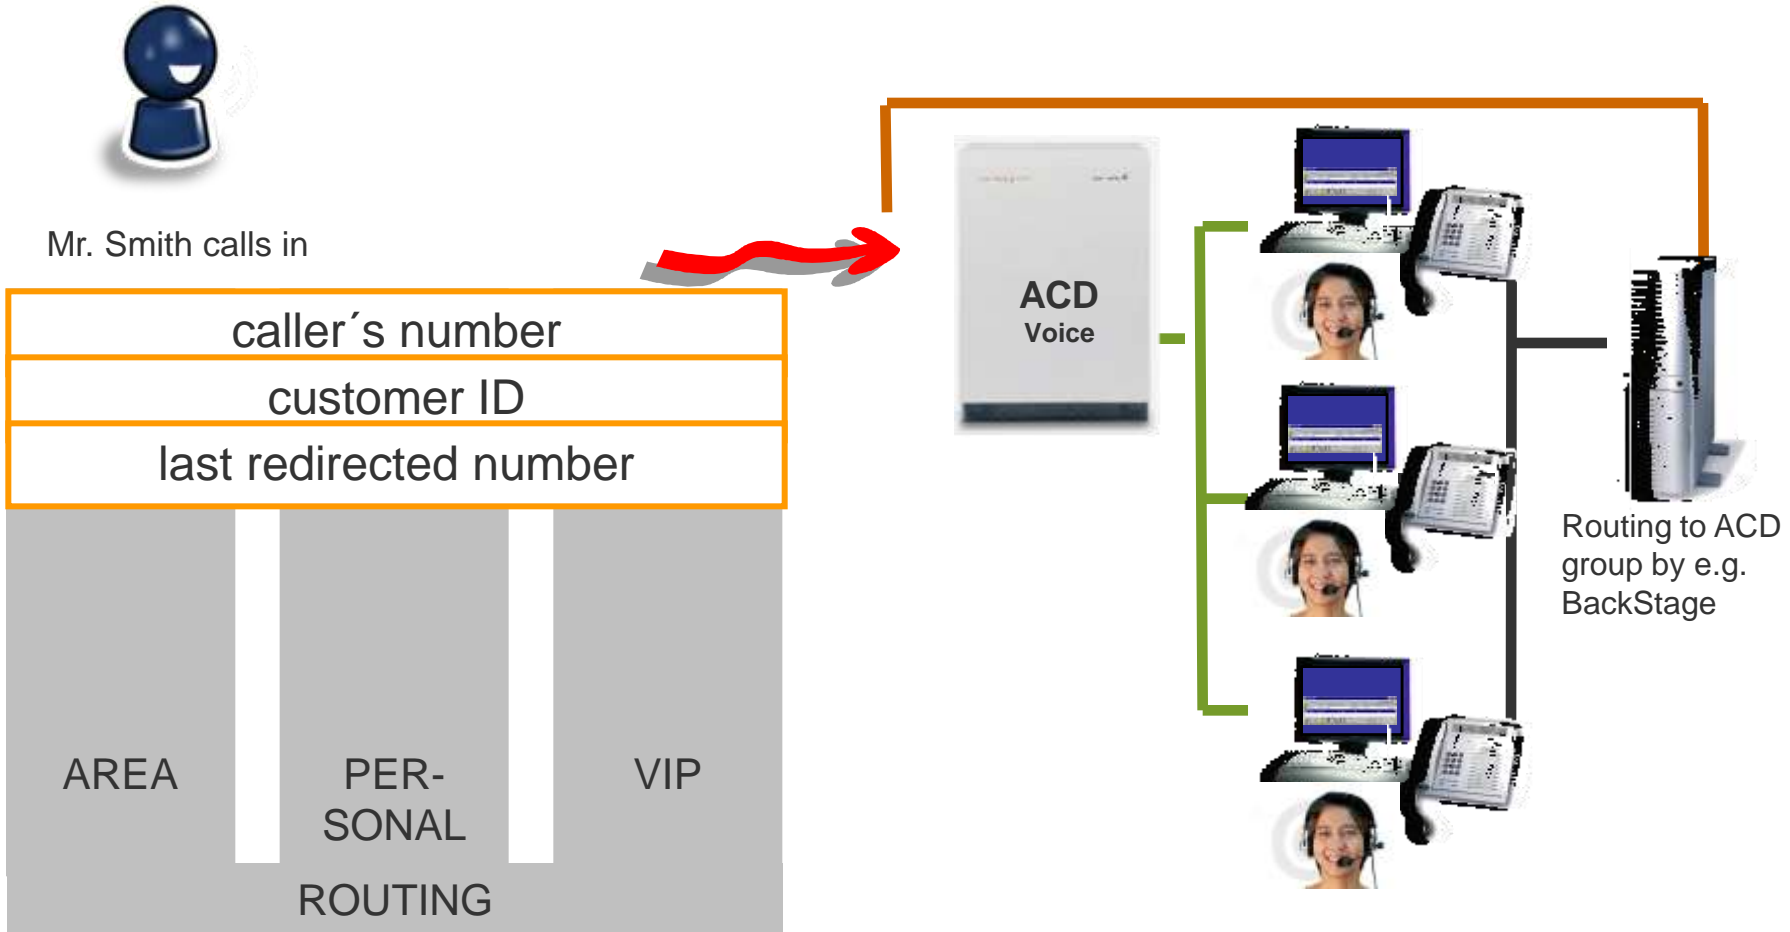 Mr. Smith calls in
caller´s number
customer ID
last redirected number
AREA
PER-
SONAL
VIP
ROUTING
ACD
Voice
Routing to ACD
group by e.g.
BackStage